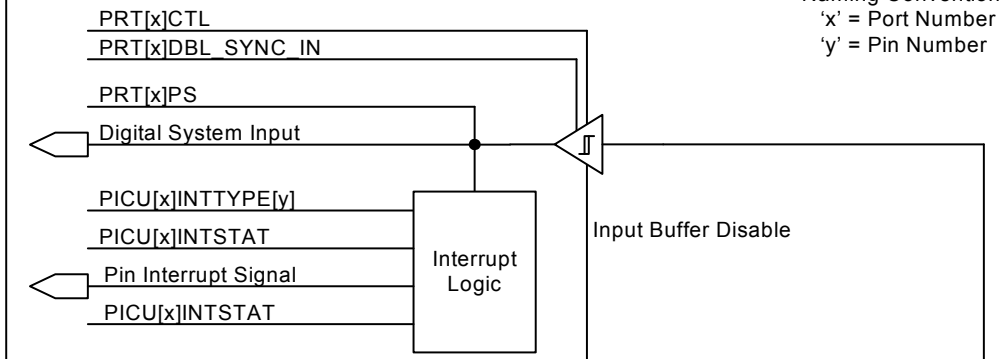 Naming Convention
'x' = Port Number
'y' = Pin Number
PRT[x]CTL
PRT[x]DBL_SYNC_IN
PRT[x]PS
Digital System Input
PICU[x]INTTYPE[y]
PICU[x]INTSTAT
Pin Interrupt Signal
PICU[x]INTSTAT
Interrupt
Logic
Input Buffer Disable